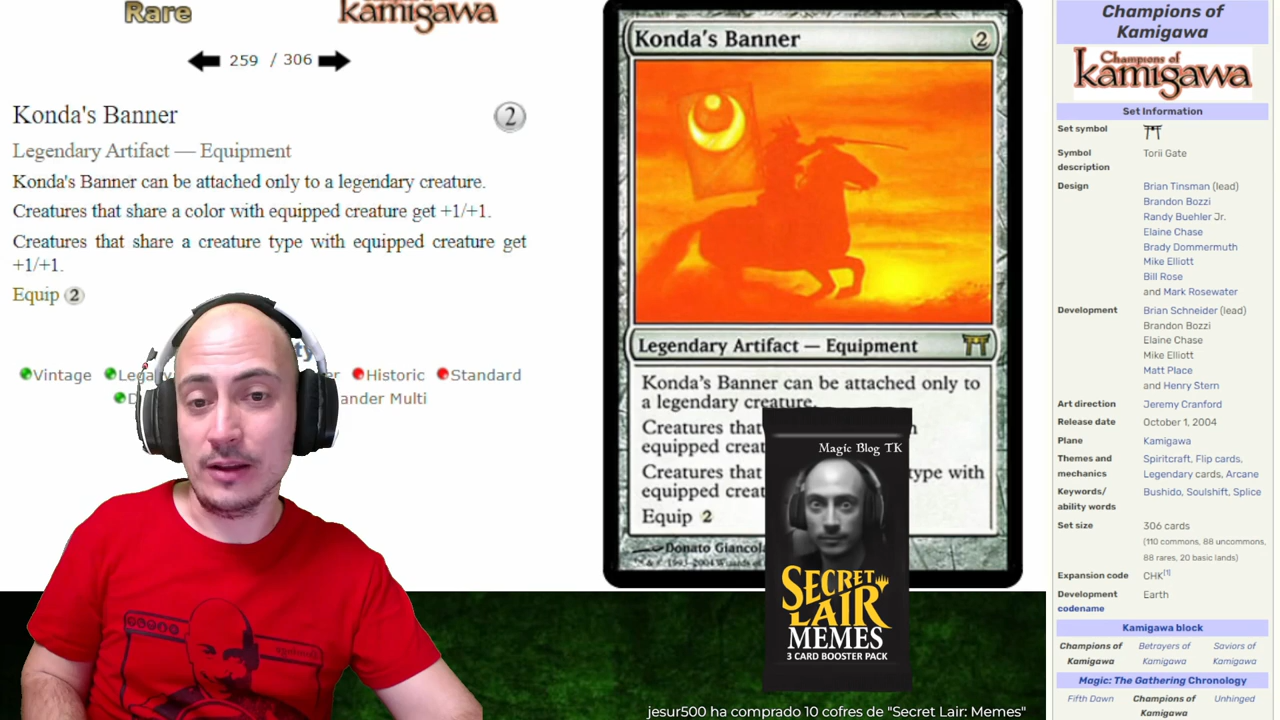 Rare
kamigawa
259 / 306
Konda's Banner 2
Legendary Artifact — Equipment
Konda's Banner can be attached only to a legendary creature.
Creatures that share a color with equipped creature get +1/+1.
Creatures that share a creature type with equipped creature get
+1/+1.
Equip 2
Vintage Historic Standard
ander Multi
Konda's Banner 2
Legendary Artifact — Equipment
Konda's Banner can be attached only to
a legendary creature.
Creatures that
equipped creat
Creatures that type with
equipped creat
Equip 2
Donato Giancol
Magic Blog TK
SECRET
LAIR
MEMES
3 CARD BOOSTER PACK
jesur500 ha comprado 10 cofres de "Secret Lair: Memes"
Champions of
Kamigawa
Champions of
kamigawa
Set Information
Set symbol
Symbol description Torii Gate
Design Brian Tinsman (lead)
Brandon Bozzi
Randy Buehler Jr.
Elaine Chase
Brady Dommermuth
Mike Elliott
Bill Rose
and Mark Rosewater
Development Brian Schneider (lead)
Brandon Bozzi
Elaine Chase
Mike Elliott
Matt Place
and Henry Stern
Art direction Jeremy Cranford
Release date October 1, 2004
Plane Kamigawa
Themes and mechanics Spiritcraft, Flip cards,
Legendary cards, Arcane
Keywords/ability words Bushido, Soulshift, Splice
Set size 306 cards
(110 commons, 88 uncommons,
88 rares, 20 basic lands)
Expansion code CHK[1]
Development codename Earth
Kamigawa block
Champions of Kamigawa Betrayers of Kamigawa Saviors of Kamigawa
Magic: The Gathering Chronology
Fifth Dawn Champions of Kamigawa Unhinged